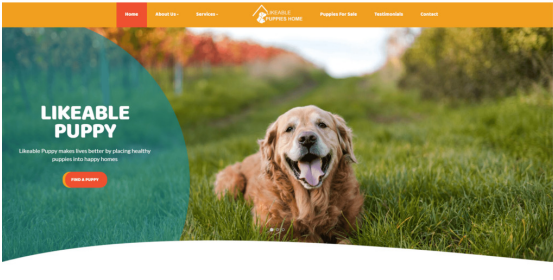 Home
About Us
Services
LIKEABLE
PUPPIES HOME
Puppies For Sale
Testimonials
Contact
LIKEABLE
PUPPY
Likeable Puppy makes lives better by placing healthy
puppies into happy homes
FIND A PUPPY